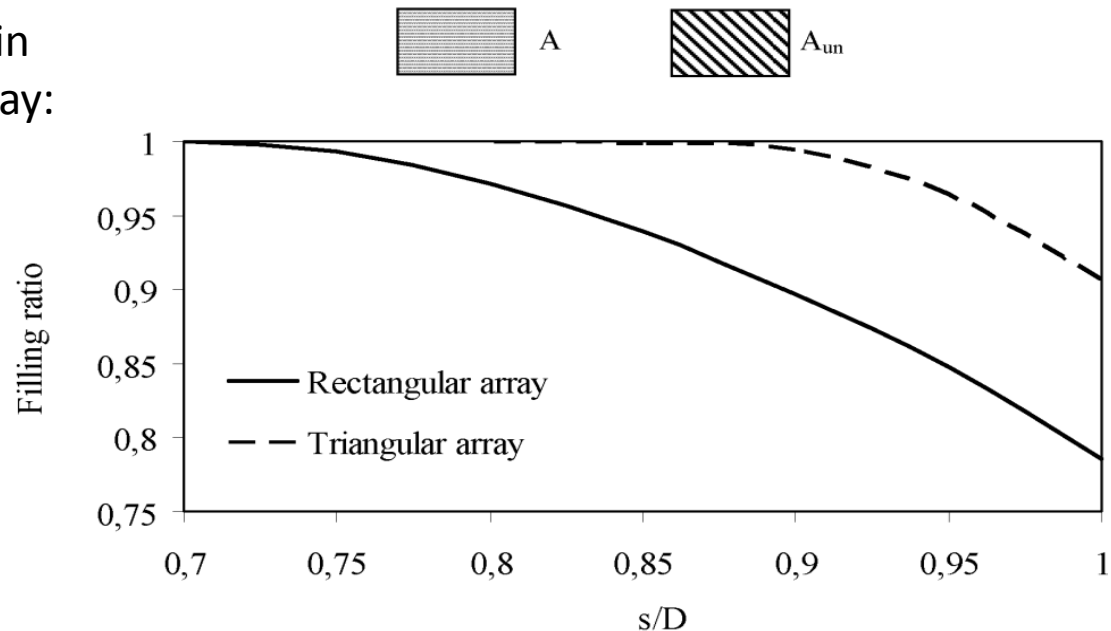 in
ay:
A
A_un
1
0,95
0,9
0,85
0,8
0,75
Filling ratio
Rectangular array
Triangular array
0,7 0,75 0,8 0,85 0,9 0,95 1
s/D